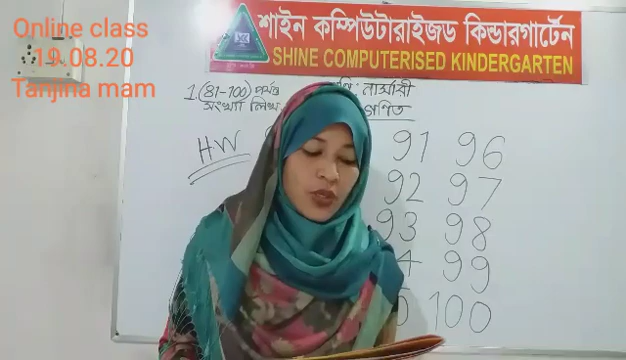 Online class
19.08.20
Tanjina mam
শাইন কম্পিউটারাইজড কিন্ডারগার্টেন
SHINE COMPUTERISED KINDERGARTEN
1.(81-100) পর্যন্ত
নার্সারী
সংখ্যা লিখ
গণিত
HW
91 96
92 97
93 98
4 99
100